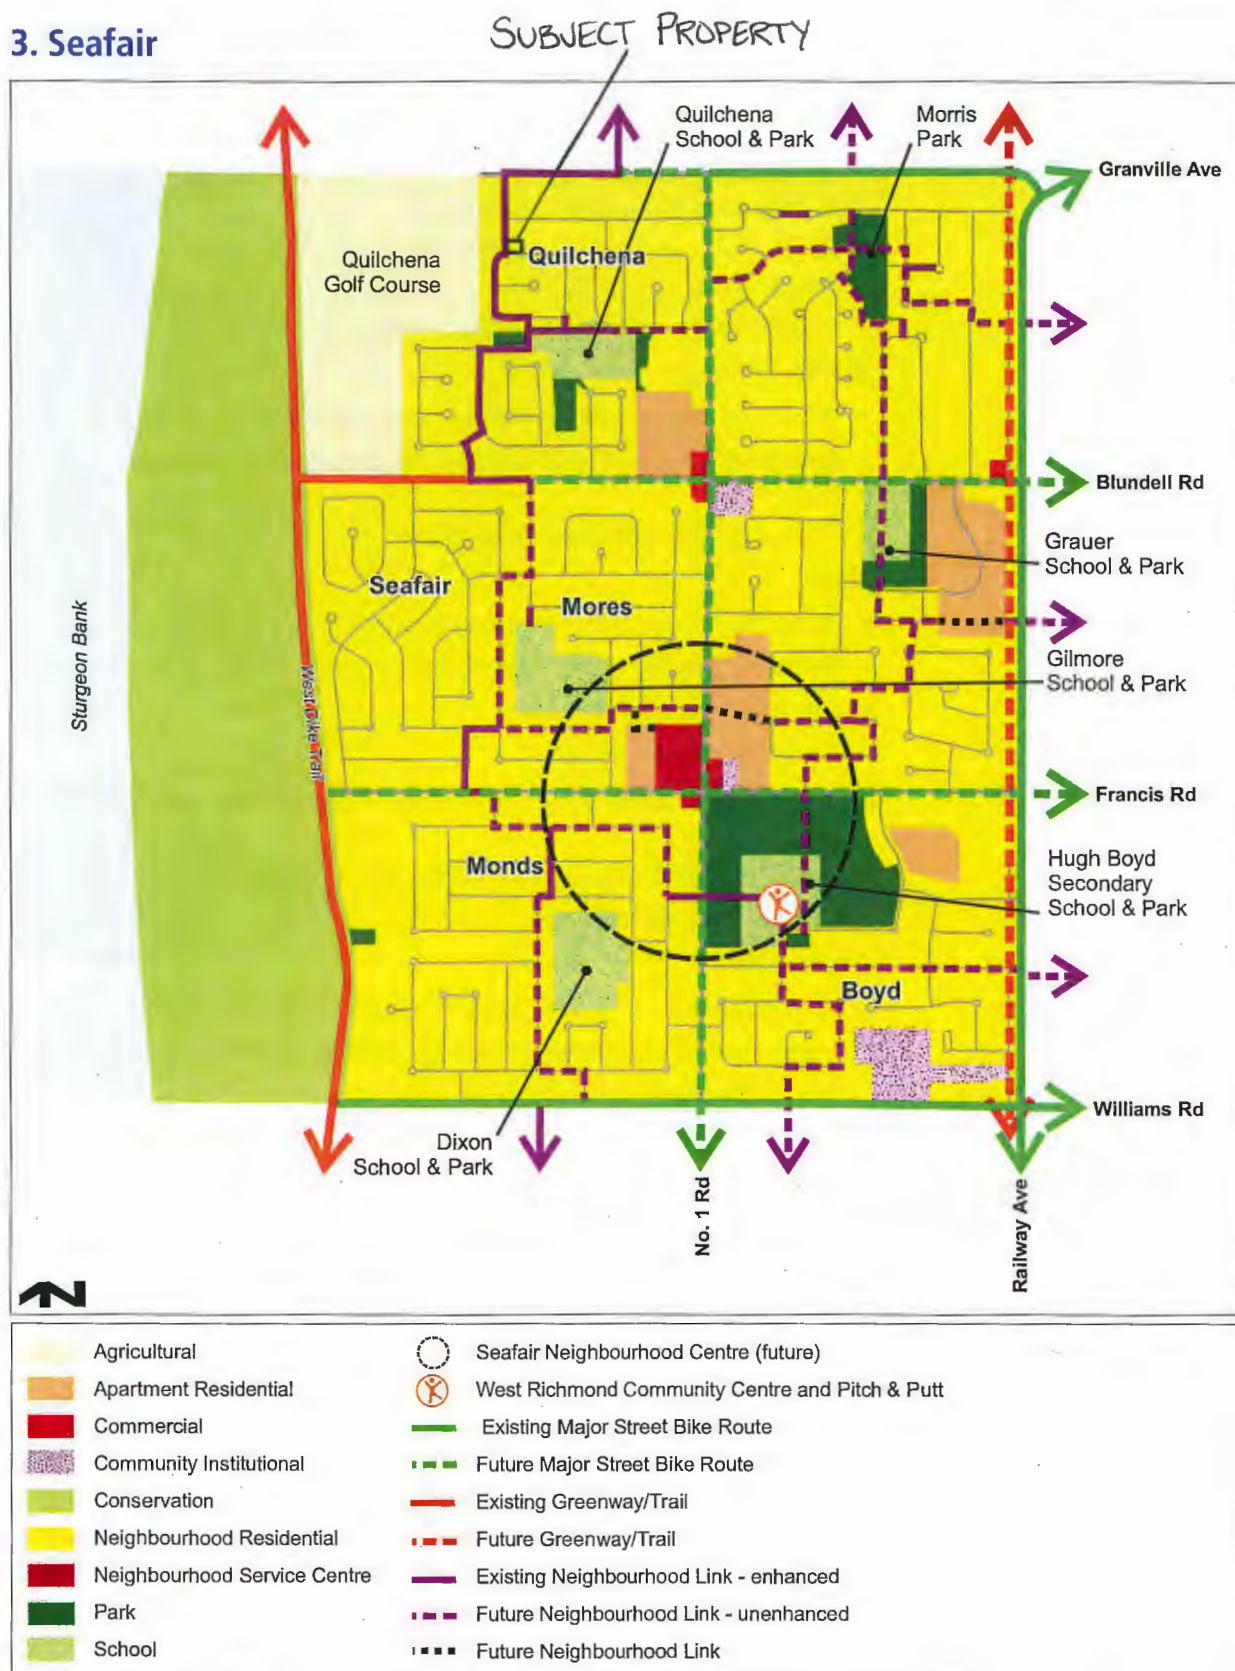 3. Seafair
SUBJECT PROPERTY
Quilchena
School & Park
Morris
Park
Granville Ave
Quilchena
Golf Course
Quilchena
Blundell Rd
Grauer
School & Park
Seafair
Mores
Sturgeon Bank
Gilmore
School & Park
West Dike Trail
Francis Rd
Monds
Hugh Boyd
Secondary
School & Park
Boyd
Williams Rd
Dixon
School & Park
No. 1 Rd
Railway Ave
Agricultural
Apartment Residential
Commercial
Community Institutional
Conservation
Neighbourhood Residential
Neighbourhood Service Centre
Park
School
Seafair Neighbourhood Centre (future)
West Richmond Community Centre and Pitch & Putt
Existing Major Street Bike Route
Future Major Street Bike Route
Existing Greenway/Trail
Future Greenway/Trail
Existing Neighbourhood Link - enhanced
Future Neighbourhood Link - unenhanced
Future Neighbourhood Link